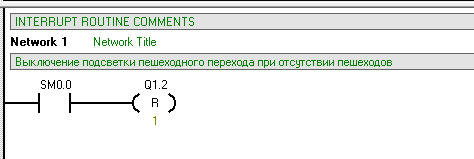 INTERRUPT ROUTINE COMMENTS
Network 1 Network Title
Выключение подсветки пешеходного перехода при отсутствии пешеходов
SM0.0 Q1.2
R
1